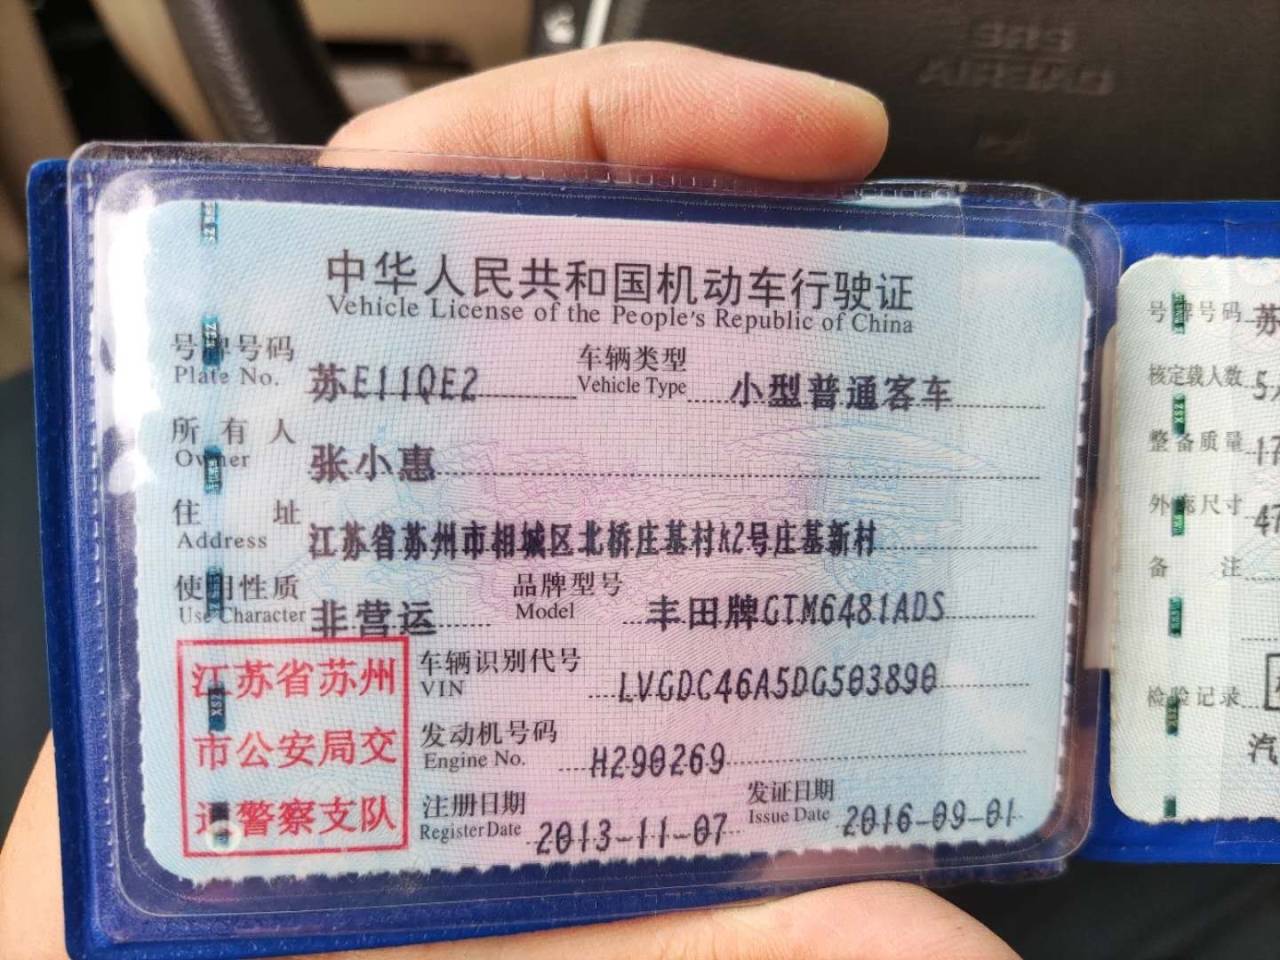 SRS
AIRBAG
中华人民共和国机动车行驶证
Vehicle License of the People's Republic of China
号牌号码 苏E11QE2 车辆类型 小型普通客车
Plate No. Vehicle Type
所有人 张小惠
Owner
住址 江苏省苏州市相城区北桥庄基村k2号庄基新村
Address
使用性质 非营运 品牌型号 丰田牌GTM6481ADS
Use Character Model
车辆识别代号 LVGDC46A5DG503890
VIN
发动机号码 H290269
Engine No.
注册日期 2013-11-07 发证日期 2016-09-01
Register Date Issue Date
江苏省苏州
市公安局交
通警察支队
号牌号码 苏
核定载人数 5
整备质量 17
外廓尺寸 47
备注
检验记录
汽